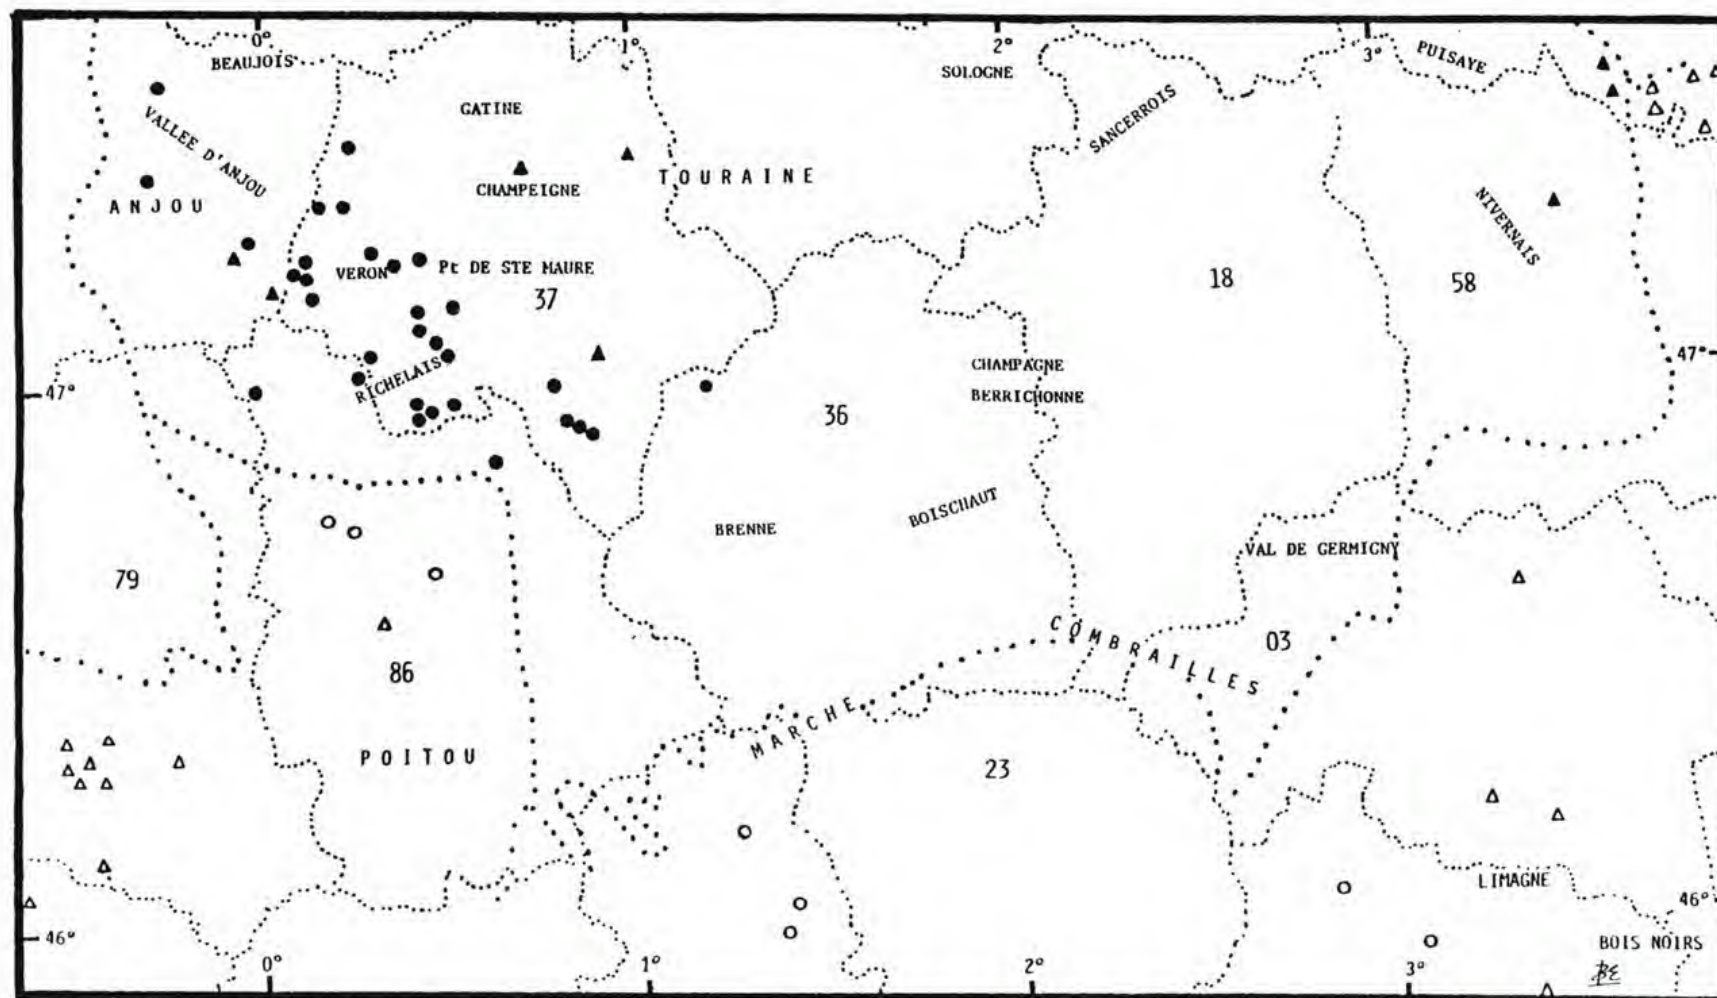 0° 1° 2° 3°
BEAUJOIS
SOLOGNE
PUISAYE
GATINE
VALLEE D'ANJOU
SANCERROIS
CHAMPEIGNE
TOURAINE
ANJOU
NIVERNAIS
VERON
Pt DE STE MAURE
37
18
58
RICHELAIS
CHAMPAGNE
BERRICHONNE
47°
47°
36
BRENNE
BOISCHAUT
VAL DE GERMIGNY
79
COMBRAILLES
03
86
MARCHE
POITOU
23
LIMAGNE
46°
46°
BOIS NOIRS
0° 1° 2° 3°